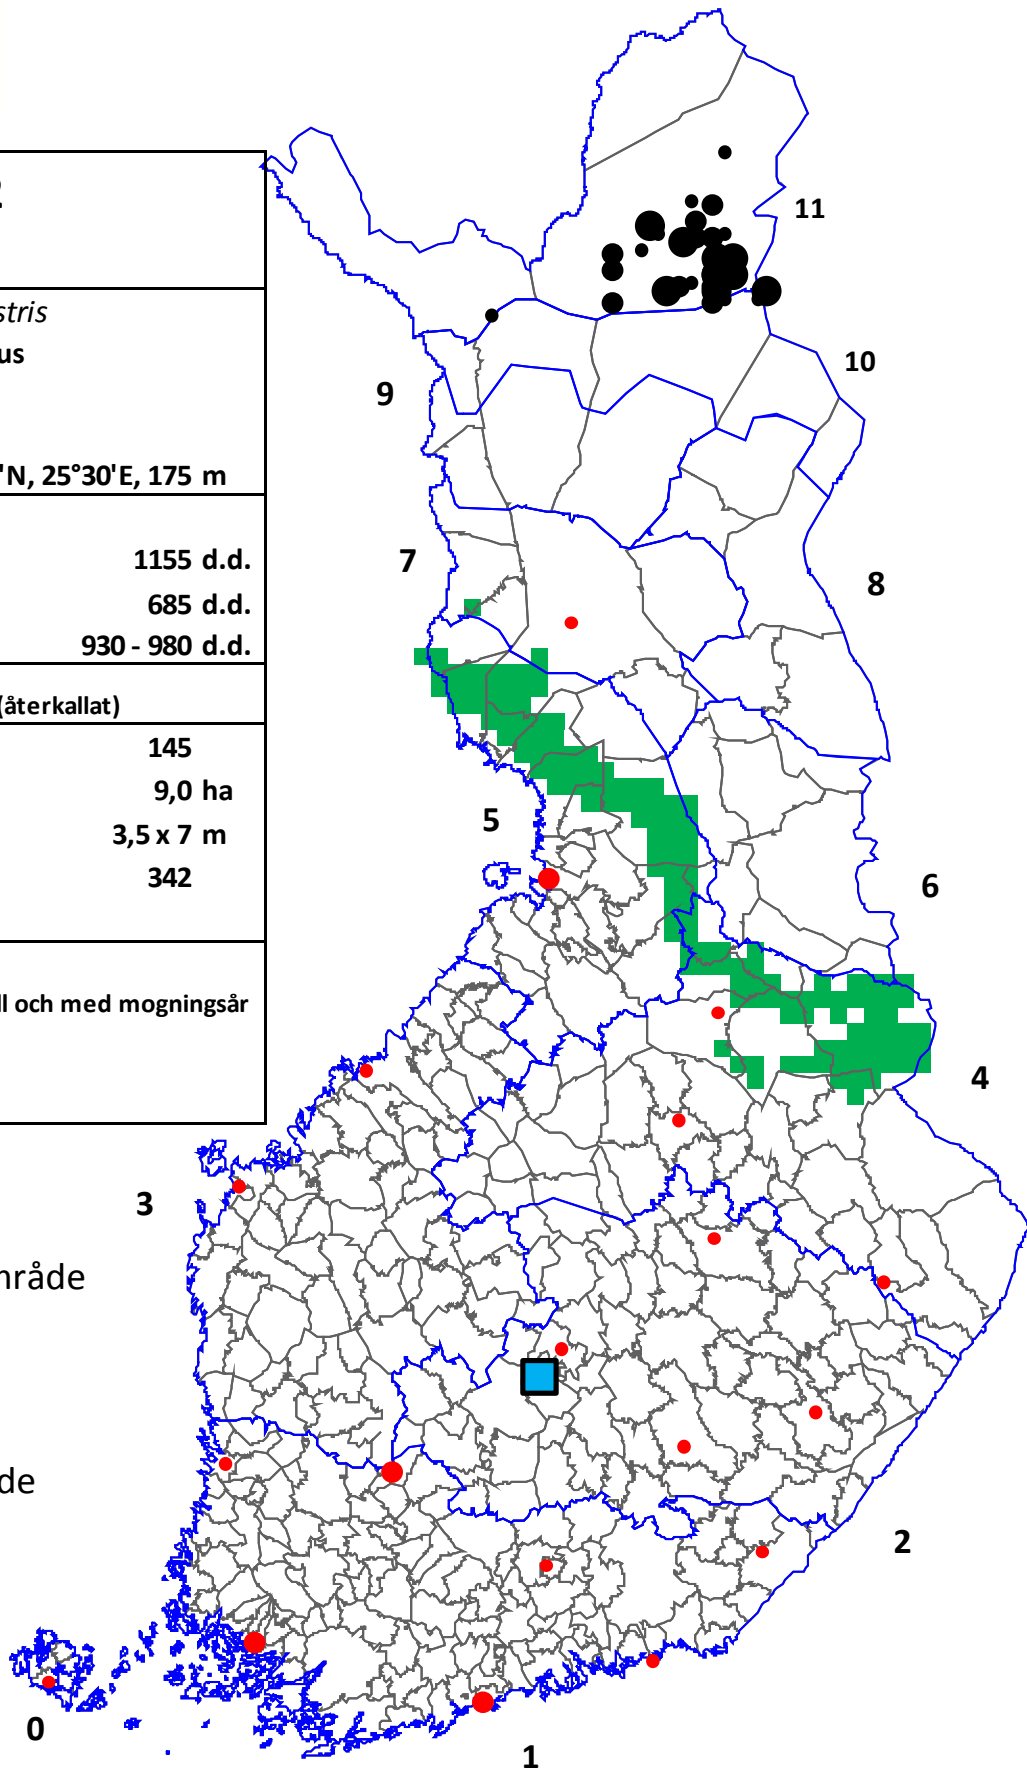 2
stris
us
'N, 25°30'E, 175 m
1155 d.d.
685 d.d.
930 - 980 d.d.
(återkallat)
145
9,0 ha
3,5 x 7 m
342
ll och med mogningsår
område
de
11
10
9
8
7
6
5
4
3
2
1
0